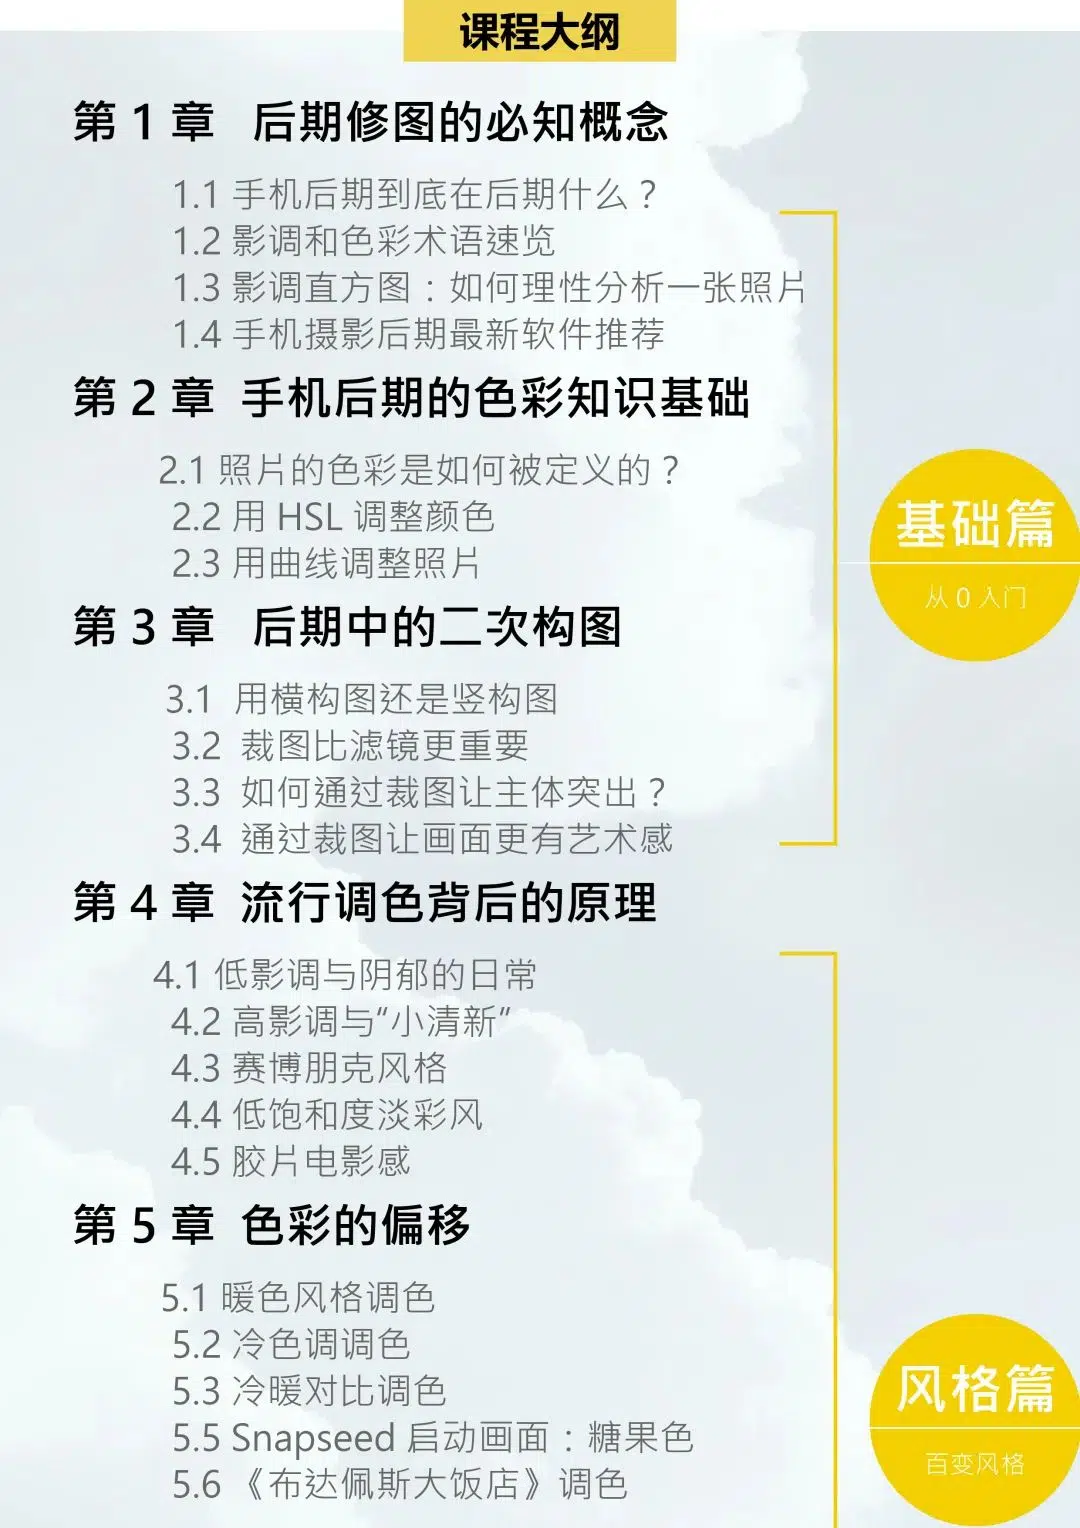 课程大纲
第 1 章 后期修图的必知概念
1.1 手机后期到底在后期什么？
1.2 影调和色彩术语速览
1.3 影调直方图：如何理性分析一张照片
1.4 手机摄影后期最新软件推荐
第 2 章 手机后期的色彩知识基础
2.1 照片的色彩是如何被定义的？
2.2 用 HSL 调整颜色
2.3 用曲线调整照片
第 3 章 后期中的二次构图
3.1 用横构图还是竖构图
3.2 裁图比滤镜更重要
3.3 如何通过裁图让主体突出？
3.4 通过裁图让画面更有艺术感
基础篇
从 0 入门
第 4 章 流行调色背后的原理
4.1 低影调与阴郁的日常
4.2 高影调与“小清新”
4.3 赛博朋克风格
4.4 低饱和度淡彩风
4.5 胶片电影感
第 5 章 色彩的偏移
5.1 暖色风格调色
5.2 冷色调调色
5.3 冷暖对比调色
5.5 Snapseed 启动画面：糖果色
5.6 《布达佩斯大饭店》调色
风格篇
百变风格